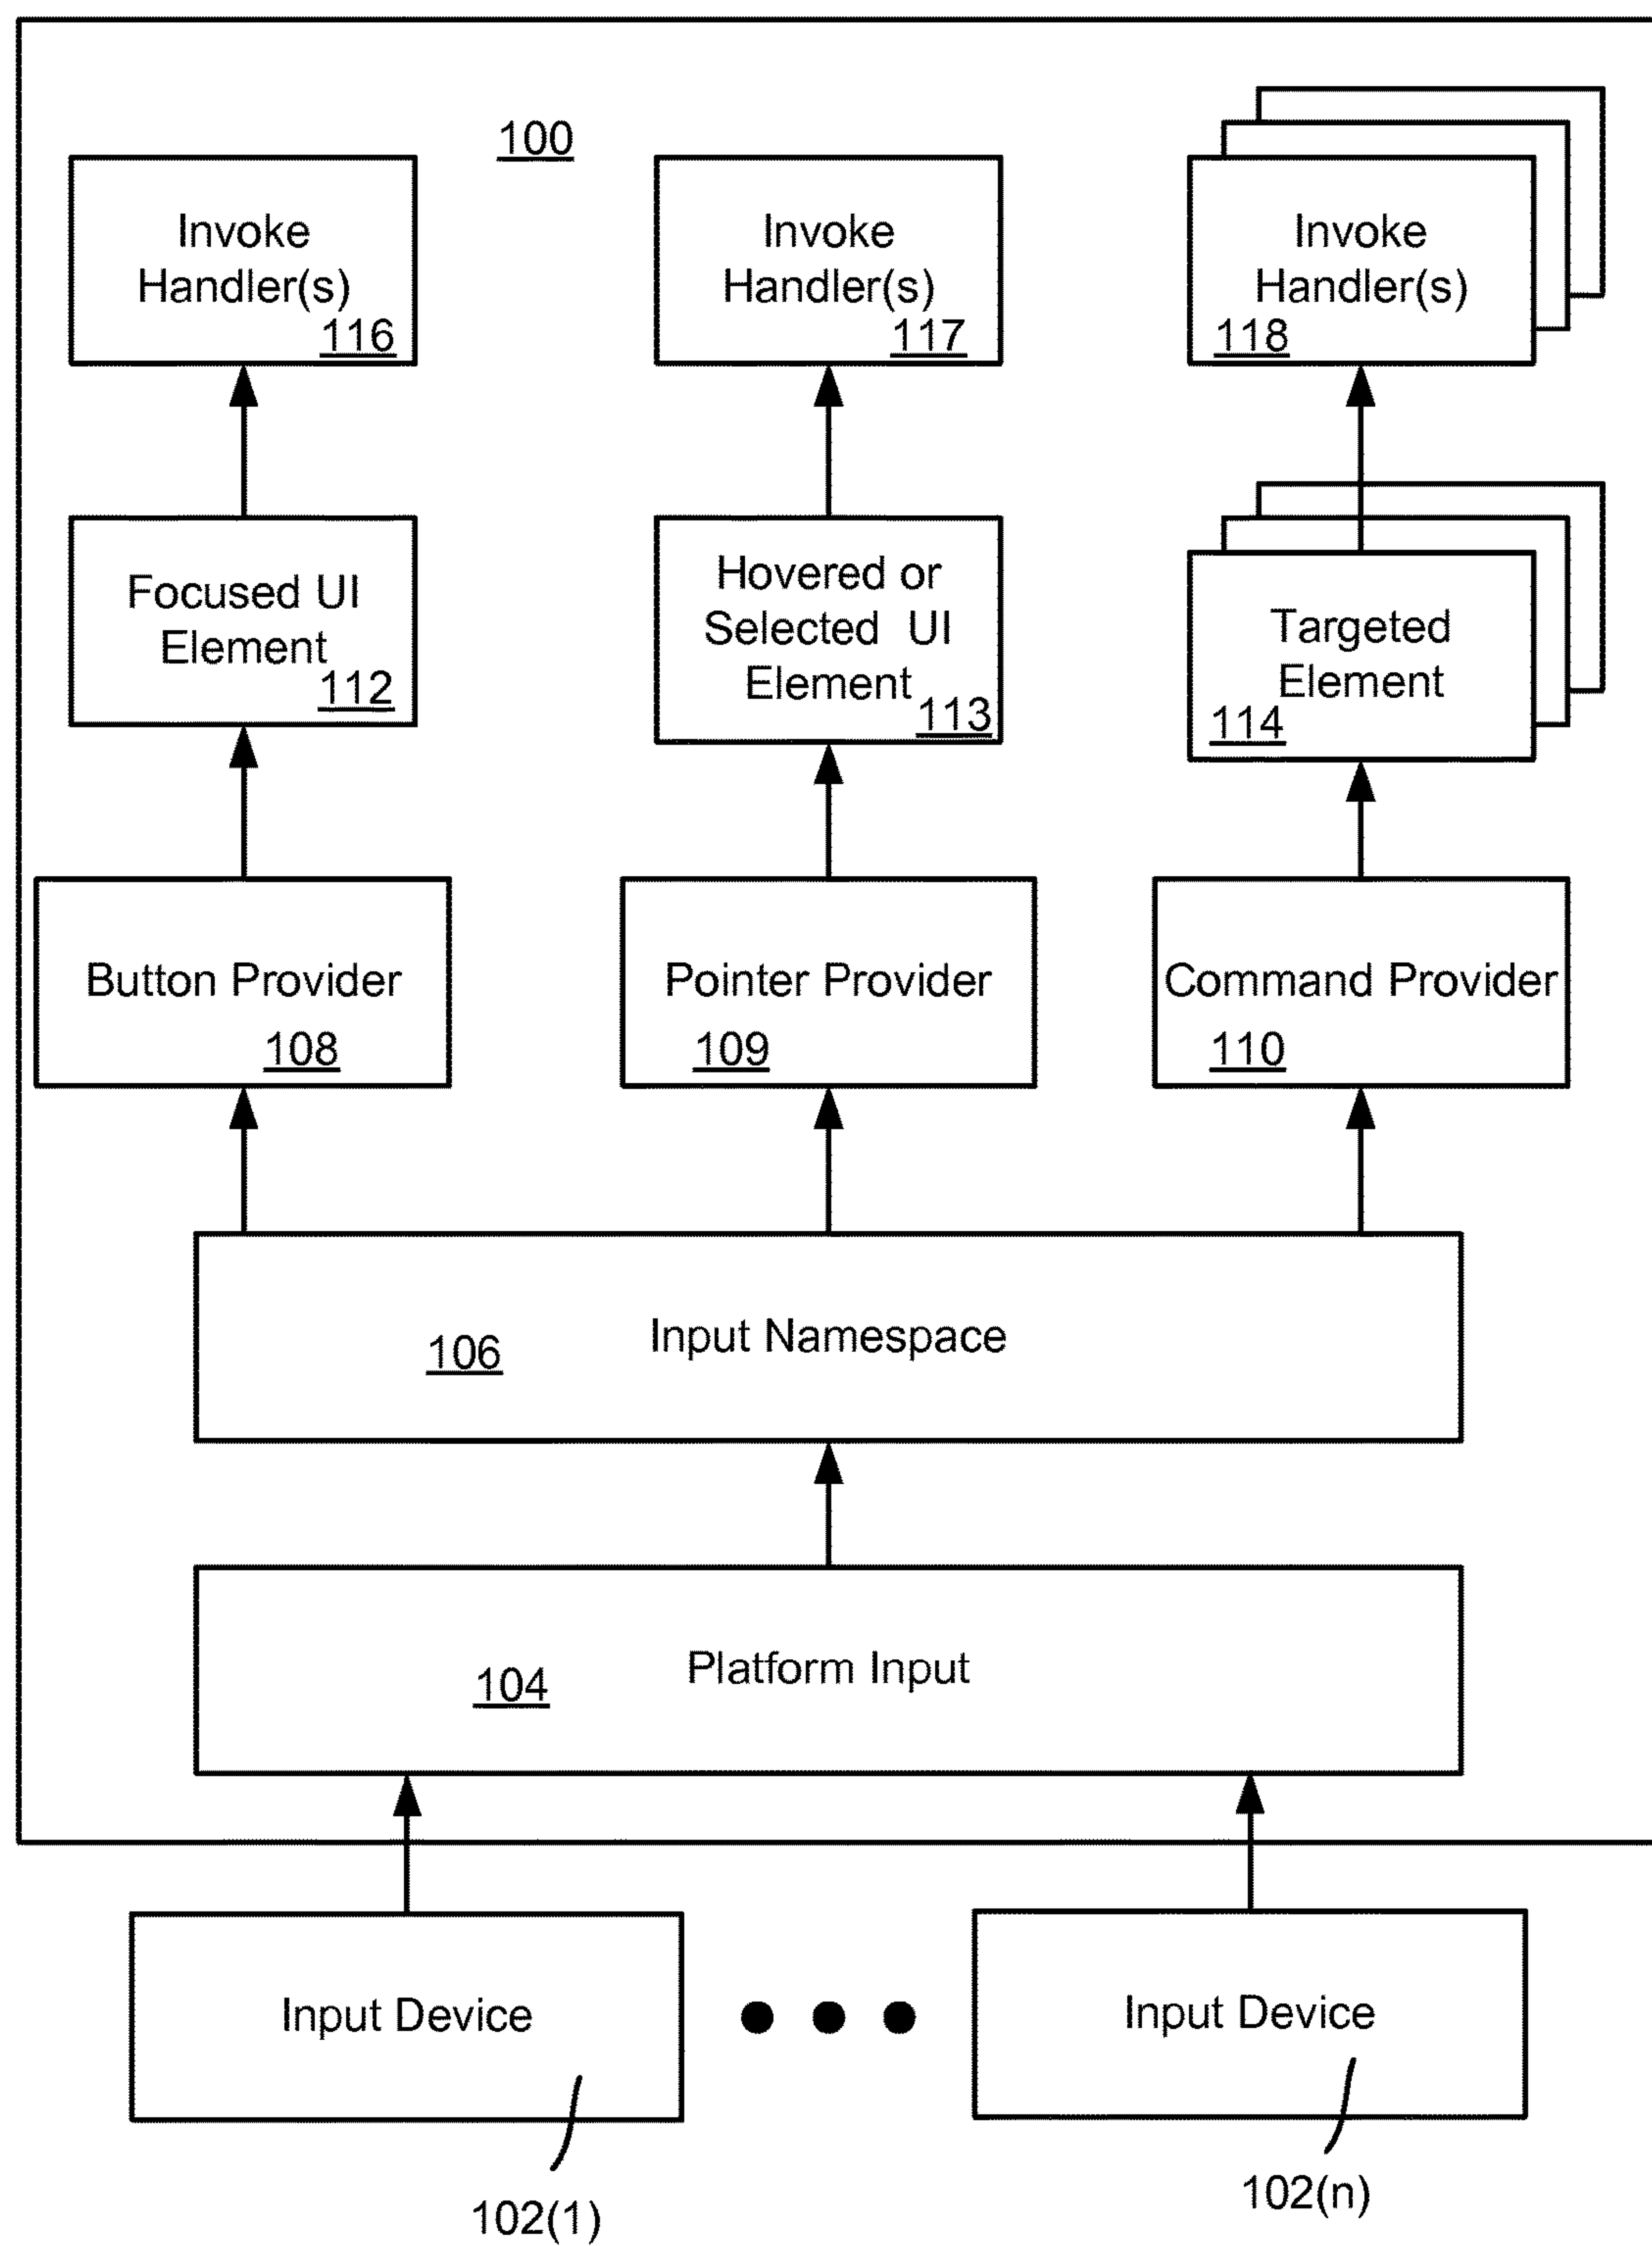 100
Invoke
Handler(s)
116
Invoke
Handler(s)
117
Invoke
Handler(s)
118
Focused UI
Element
112
Hovered or
Selected UI
Element
113
Targeted
Element
114
Button Provider
108
Pointer Provider
109
Command Provider
110
Input Namespace
106
Platform Input
104
Input Device
102(1)
Input Device
102(n)